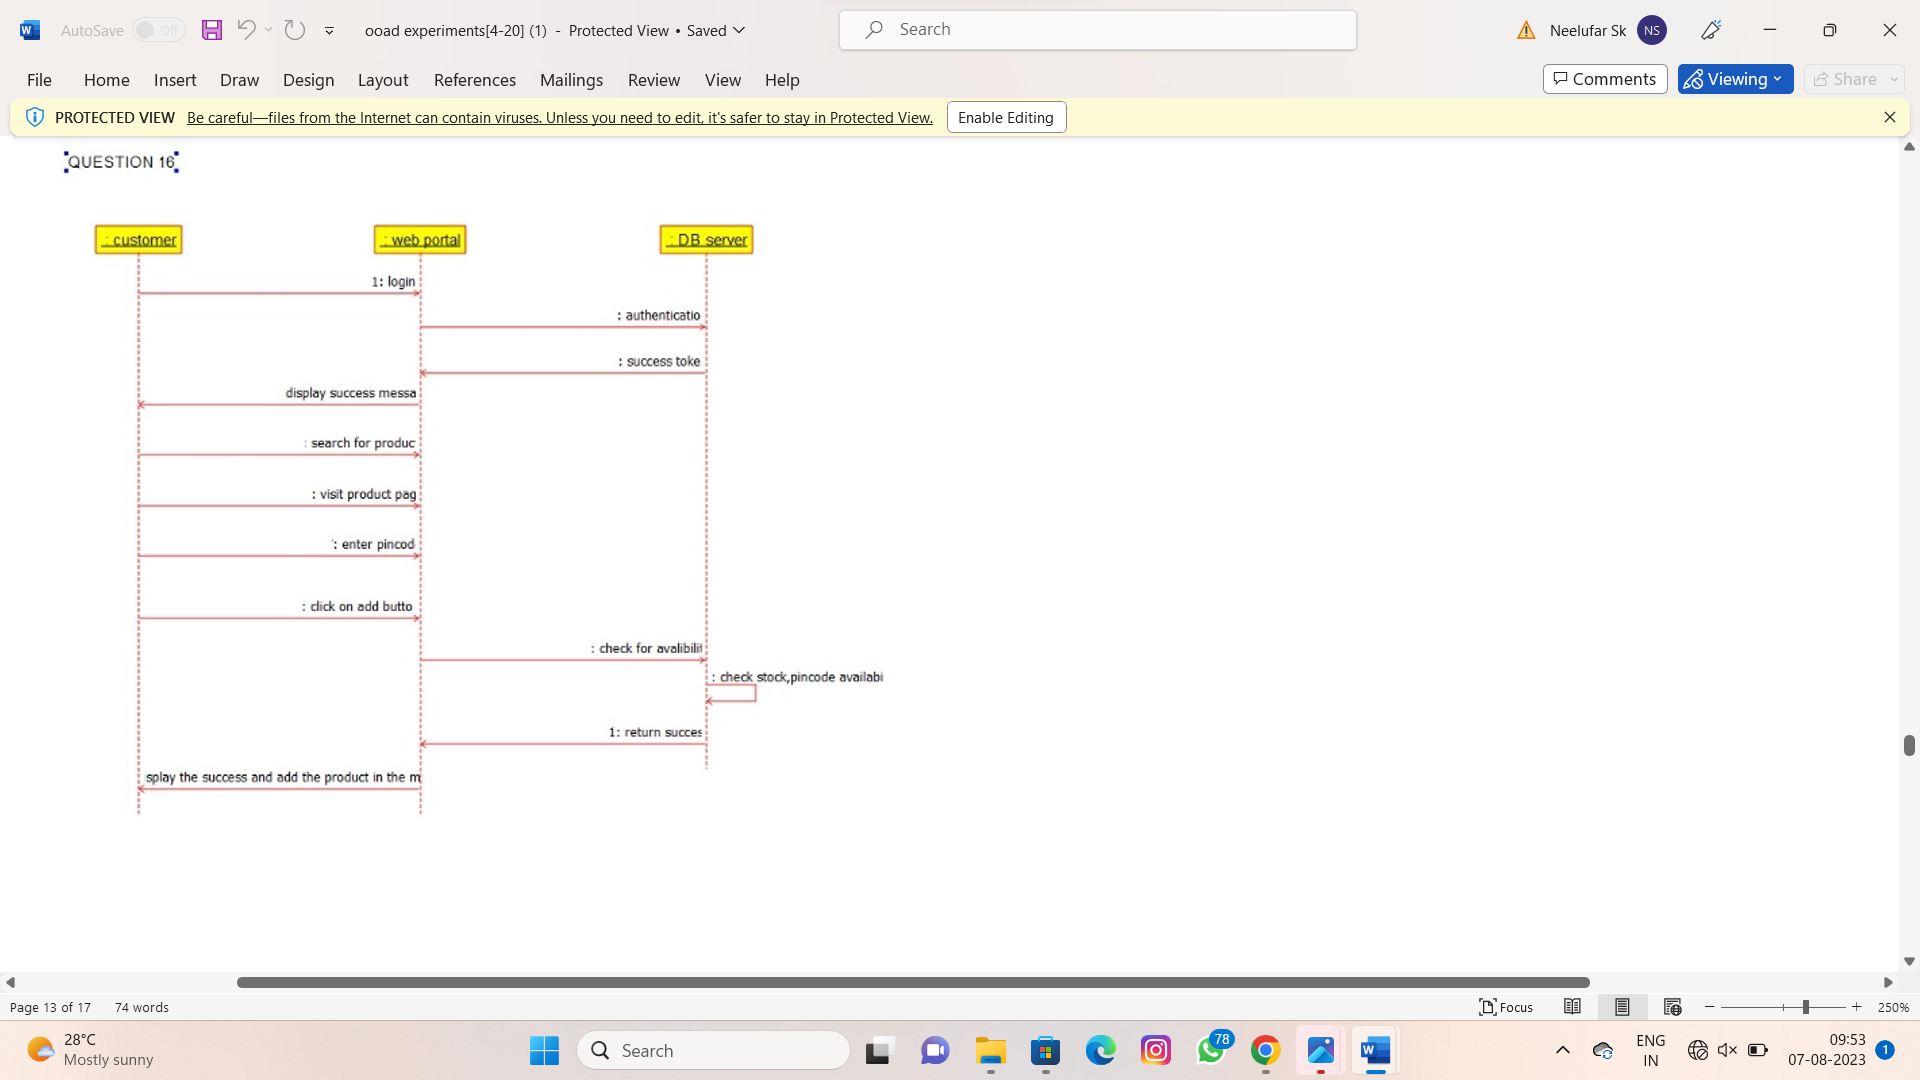 AutoSave Off ooad experiments[4-20] (1) - Protected View • Saved Search Neelufar Sk NS
File Home Insert Draw Design Layout References Mailings Review View Help Comments Viewing Share
PROTECTED VIEW Be careful—files from the Internet can contain viruses. Unless you need to edit, it's safer to stay in Protected View. Enable Editing
QUESTION 16
: customer : web portal : DB server
1: login
: authenticatio
: success toke
display success messa
: search for produc
: visit product pag
: enter pincod
: click on add butto
: check for avalibilit
: check stock,pincode availabi
1: return succes
splay the success and add the product in the m
Page 13 of 17 74 words Focus 250%
28°C
Mostly sunny
Search
78
ENG
IN
09:53
07-08-2023
1